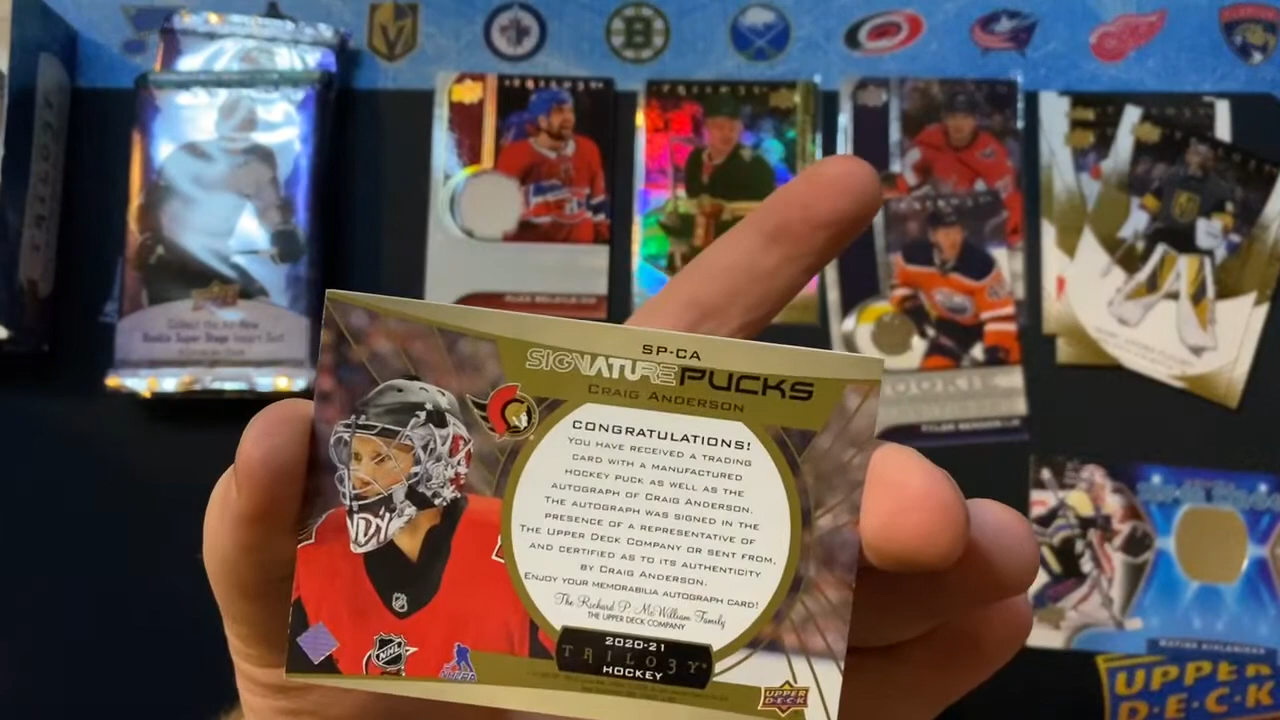 SP-CA
SIGNATURE PUCKS
CRAIG ANDERSON
CONGRATULATIONS!
YOU HAVE RECEIVED A TRADING
CARD WITH A MANUFACTURED
HOCKEY PUCK AS WELL AS THE
AUTOGRAPH OF CRAIG ANDERSON.
THE AUTOGRAPH WAS SIGNED IN THE
PRESENCE OF A REPRESENTATIVE OF
THE UPPER DECK COMPANY OR SENT FROM,
AND CERTIFIED AS TO ITS AUTHENTICITY
BY CRAIG ANDERSON.
ENJOY YOUR MEMORABILIA AUTOGRAPH CARD!
The Richard P. McWilliam Family
THE UPPER DECK COMPANY
2020-21
TRILO3Y
HOCKEY
NHL
NHLPA
UPPER
DECK
UPPER
D·E·C·K